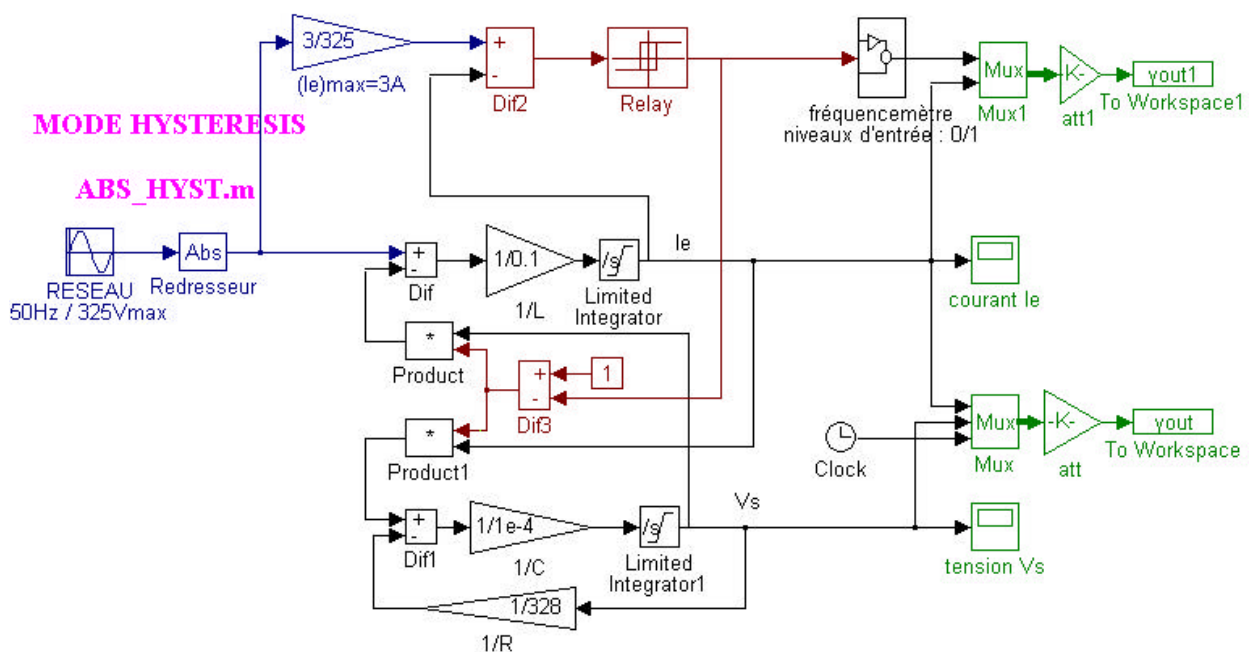 3/325
(Ie)max=3A
+
-
Dif2
Relay
fréquencemètre
niveaux d'entrée : 0/1
Mux
Mux1
-K-
att1
yout1
To Workspace1
MODE HYSTERESIS
ABS_HYST.m
RESEAU
50Hz / 325Vmax
Abs
Redresseur
+
-
Dif
1/0.1
1/L
/s
Limited
Integrator
Ie
courant Ie
*
Product
+
-
Dif3
1
*
Product1
Clock
Mux
Mux
-K-
att
yout
To Workspace
+
-
Dif1
1/1e-4
1/C
/s
Limited
Integrator1
Vs
tension Vs
1/328
1/R